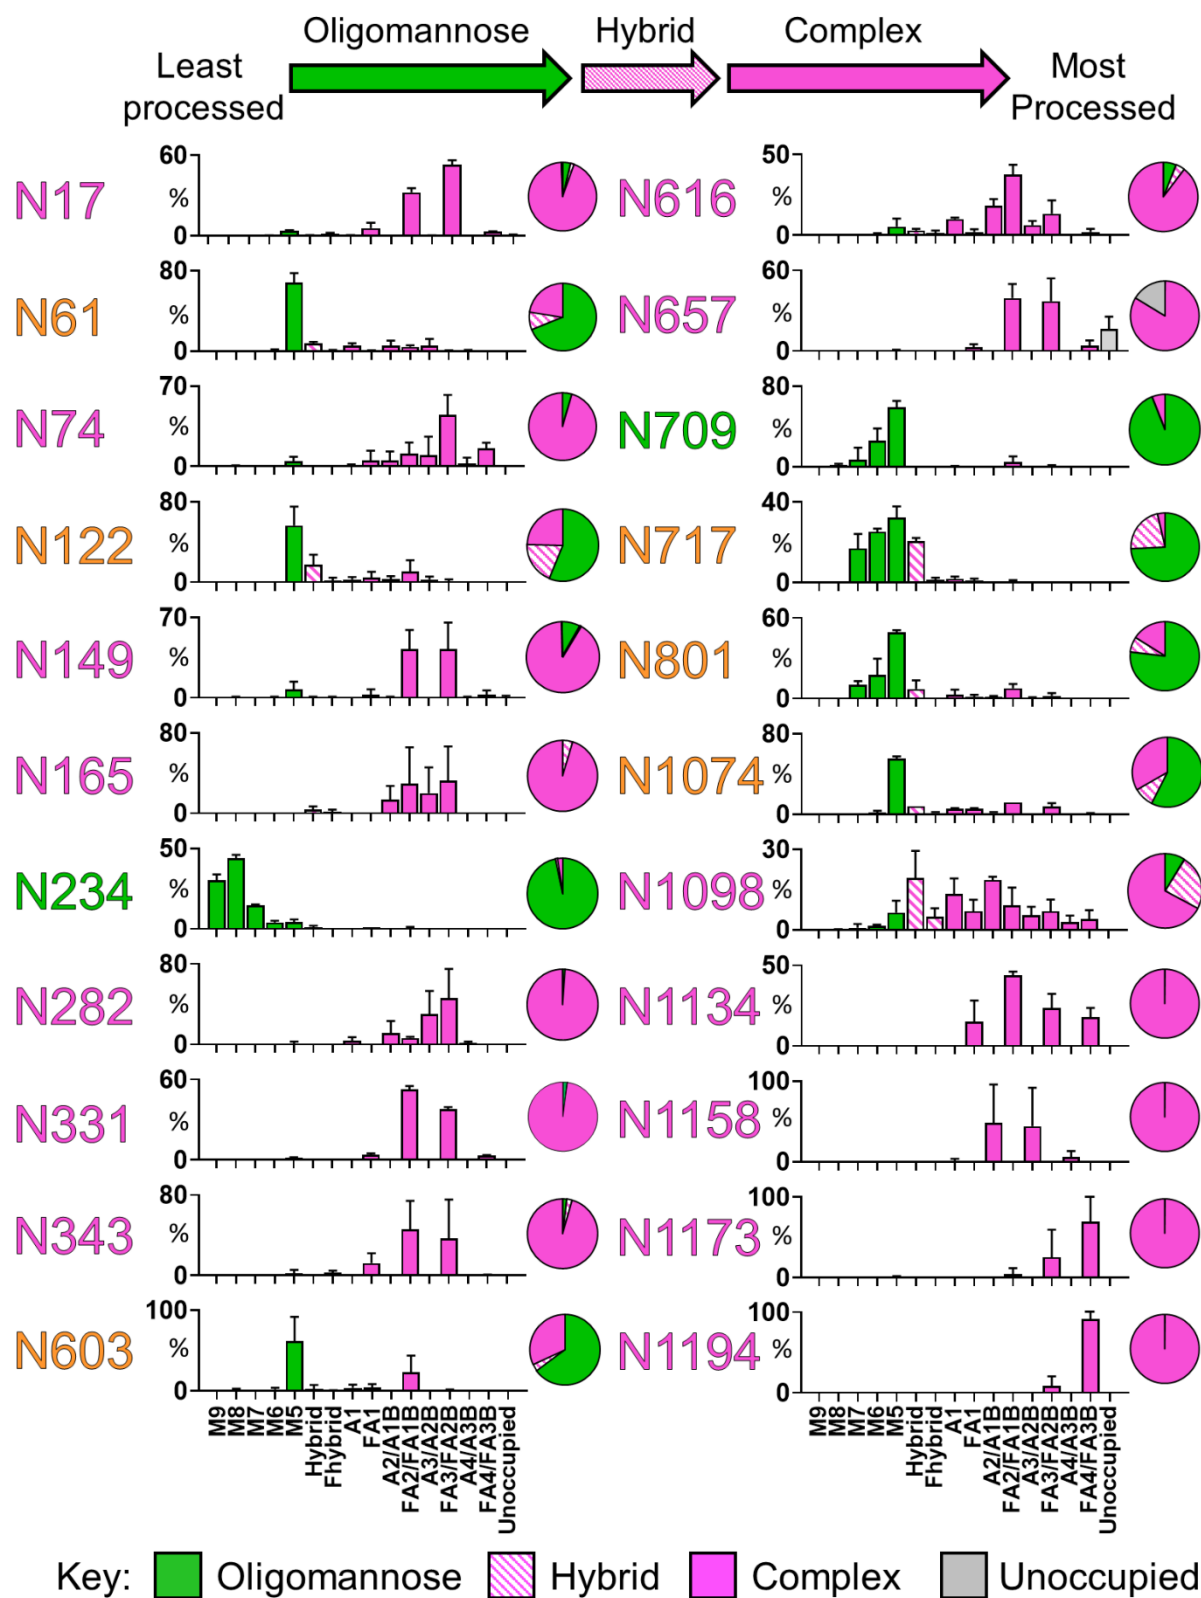 Oligomannose Hybrid Complex
Least processed
Most Processed
N17 60 % 0
N616 50 % 0
N61 80 % 0
N657 60 % 0
N74 70 % 0
N709 80 % 0
N122 80 % 0
N717 40 % 0
N149 70 % 0
N801 60 % 0
N165 80 % 0
N1074 80 % 0
N234 50 % 0
N1098 30 % 0
N282 80 % 0
N1134 50 % 0
N331 60 % 0
N1158 100 % 0
N343 80 % 0
N1173 100 % 0
N603 100 % 0
N1194 100 % 0
M9 M8 M7 M6 M5 Hybrid Fhybrid A1 FA1 A2/A1B FA2/FA1B A3/A2B FA3/FA2B A4/A3B FA4/FA3B Unoccupied
M9 M8 M7 M6 M5 Hybrid Fhybrid A1 FA1 A2/A1B FA2/FA1B A3/A2B FA3/FA2B A4/A3B FA4/FA3B Unoccupied
Key: Oligomannose Hybrid Complex Unoccupied